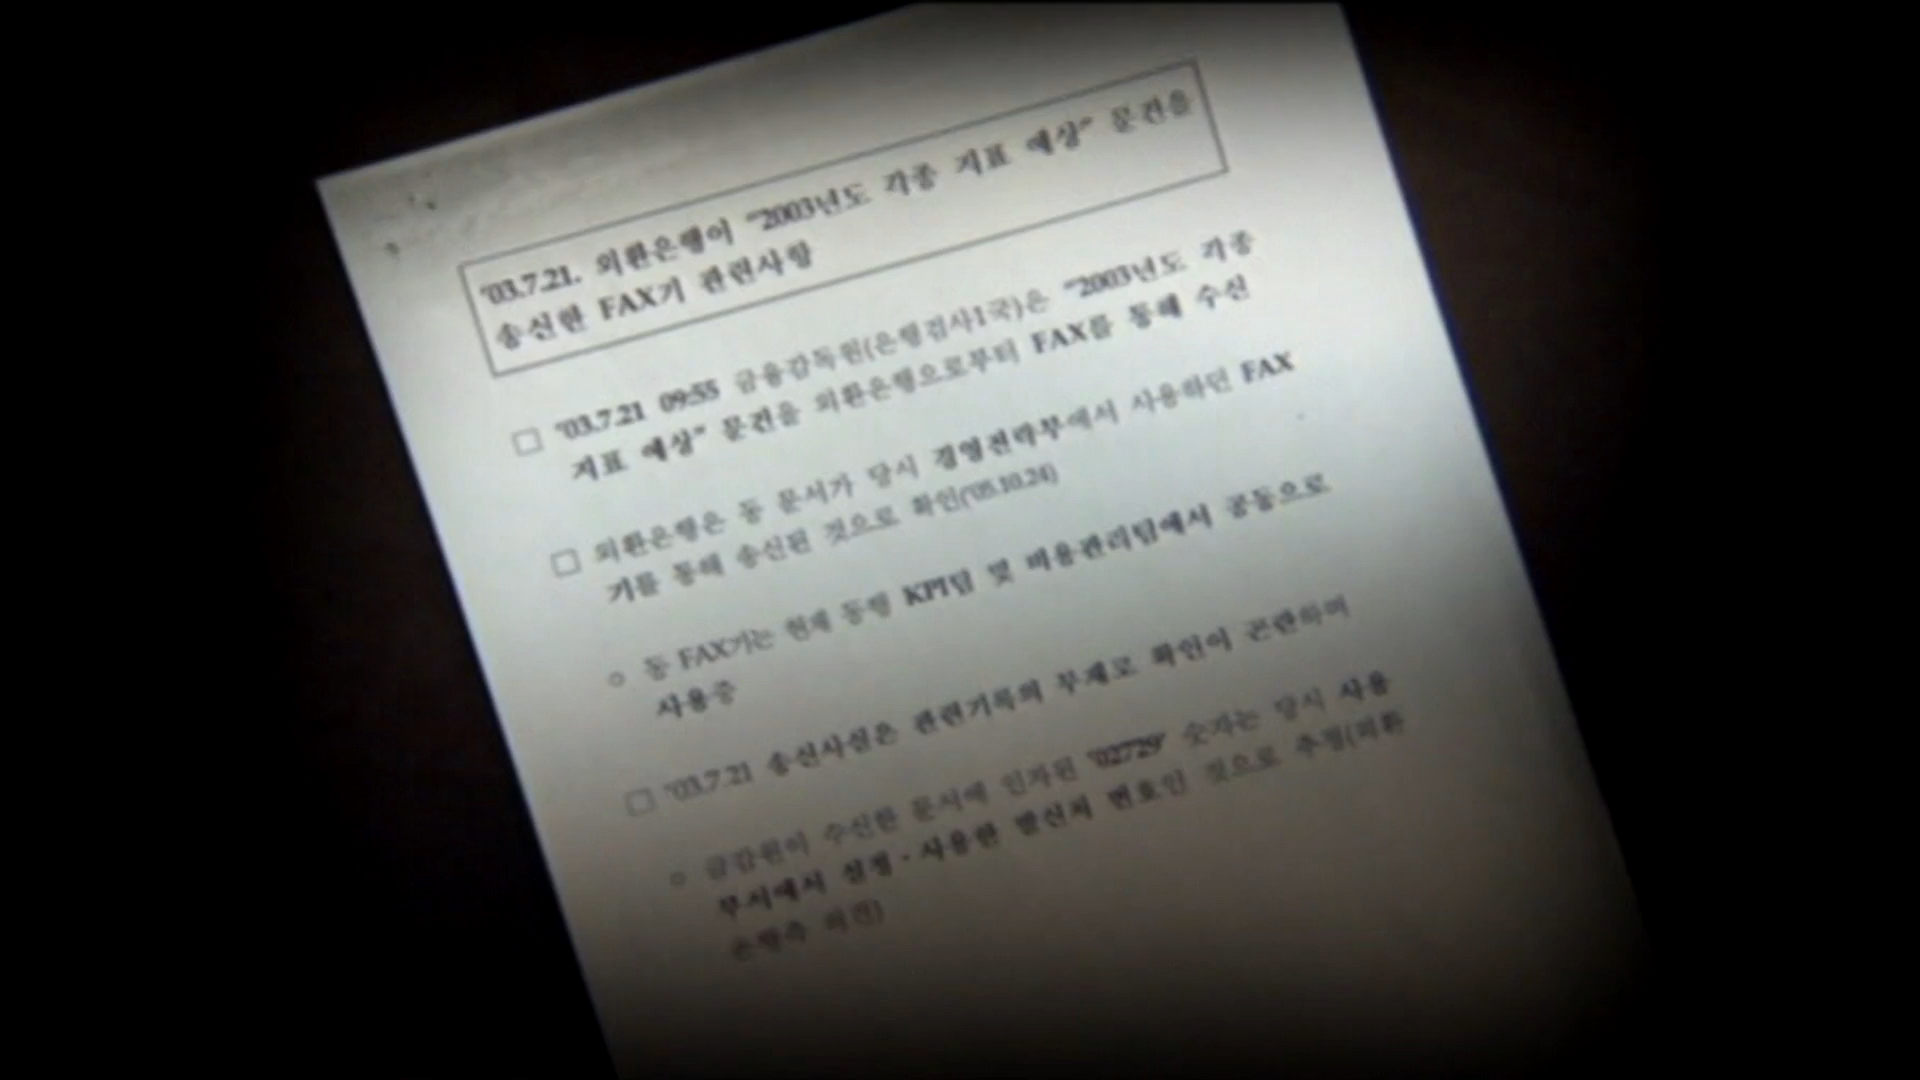 '03.7.21. 외환은행이 "2003년도 각종 지표 예상" 문건을
송신한 FAX기 관련사항
□ '03.7.21 09:55 금융감독원(은행검사1국)은 "2003년도 각종
지표 예상" 문건을 외환은행으로부터 FAX를 통해 수신
□ 외환은행은 동 문서가 당시 경영전략부에서 사용하던 FAX
기를 통해 송신된 것으로 확인('05.10.24)
○ 동 FAX기는 현재 동행 KPI팀 및 비용관리팀에서 공동으로
사용중
□ '03.7.21 송신사실은 관련기록의 부재로 확인이 곤란하며
○ 금감원이 수신한 문서에 인자된 '02729' 숫자는 당시 사용
부서에서 설정·사용한 발신처 번호인 것으로 추정(외환
은행측 의견)